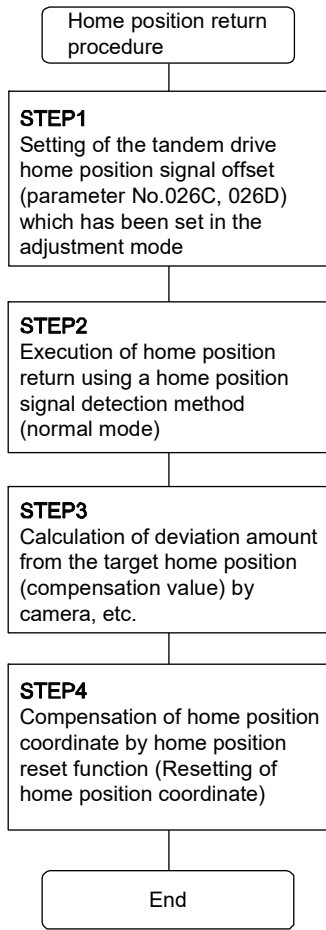 Home position return
procedure
STEP1
Setting of the tandem drive
home position signal offset
(parameter No.026C, 026D)
which has been set in the
adjustment mode
STEP2
Execution of home position
return using a home position
signal detection method
(normal mode)
STEP3
Calculation of deviation amount
from the target home position
(compensation value) by
camera, etc.
STEP4
Compensation of home position
coordinate by home position
reset function (Resetting of
home position coordinate)
End